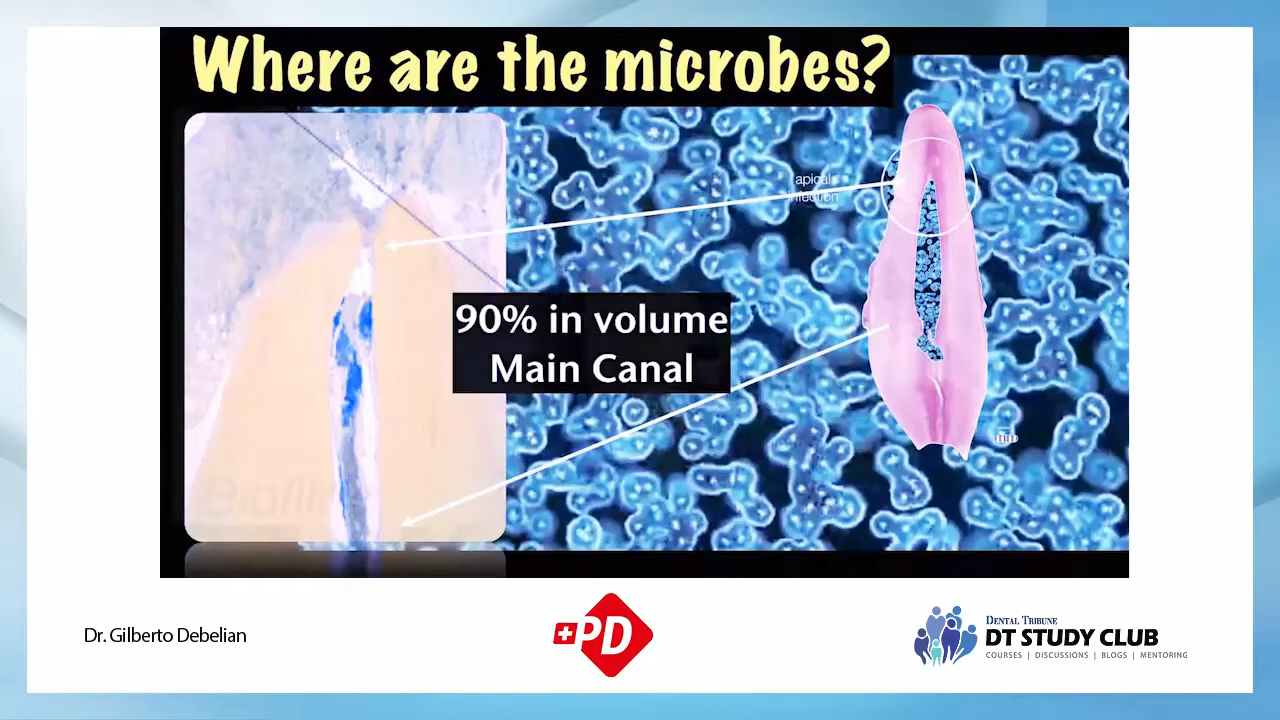 Where are the microbes?
apical
infection
90% in volume
Main Canal
Biofilm
Dr. Gilberto Debelian
PD
DENTAL TRIBUNE
DT STUDY CLUB
COURSES | DISCUSSIONS | BLOGS | MENTORING